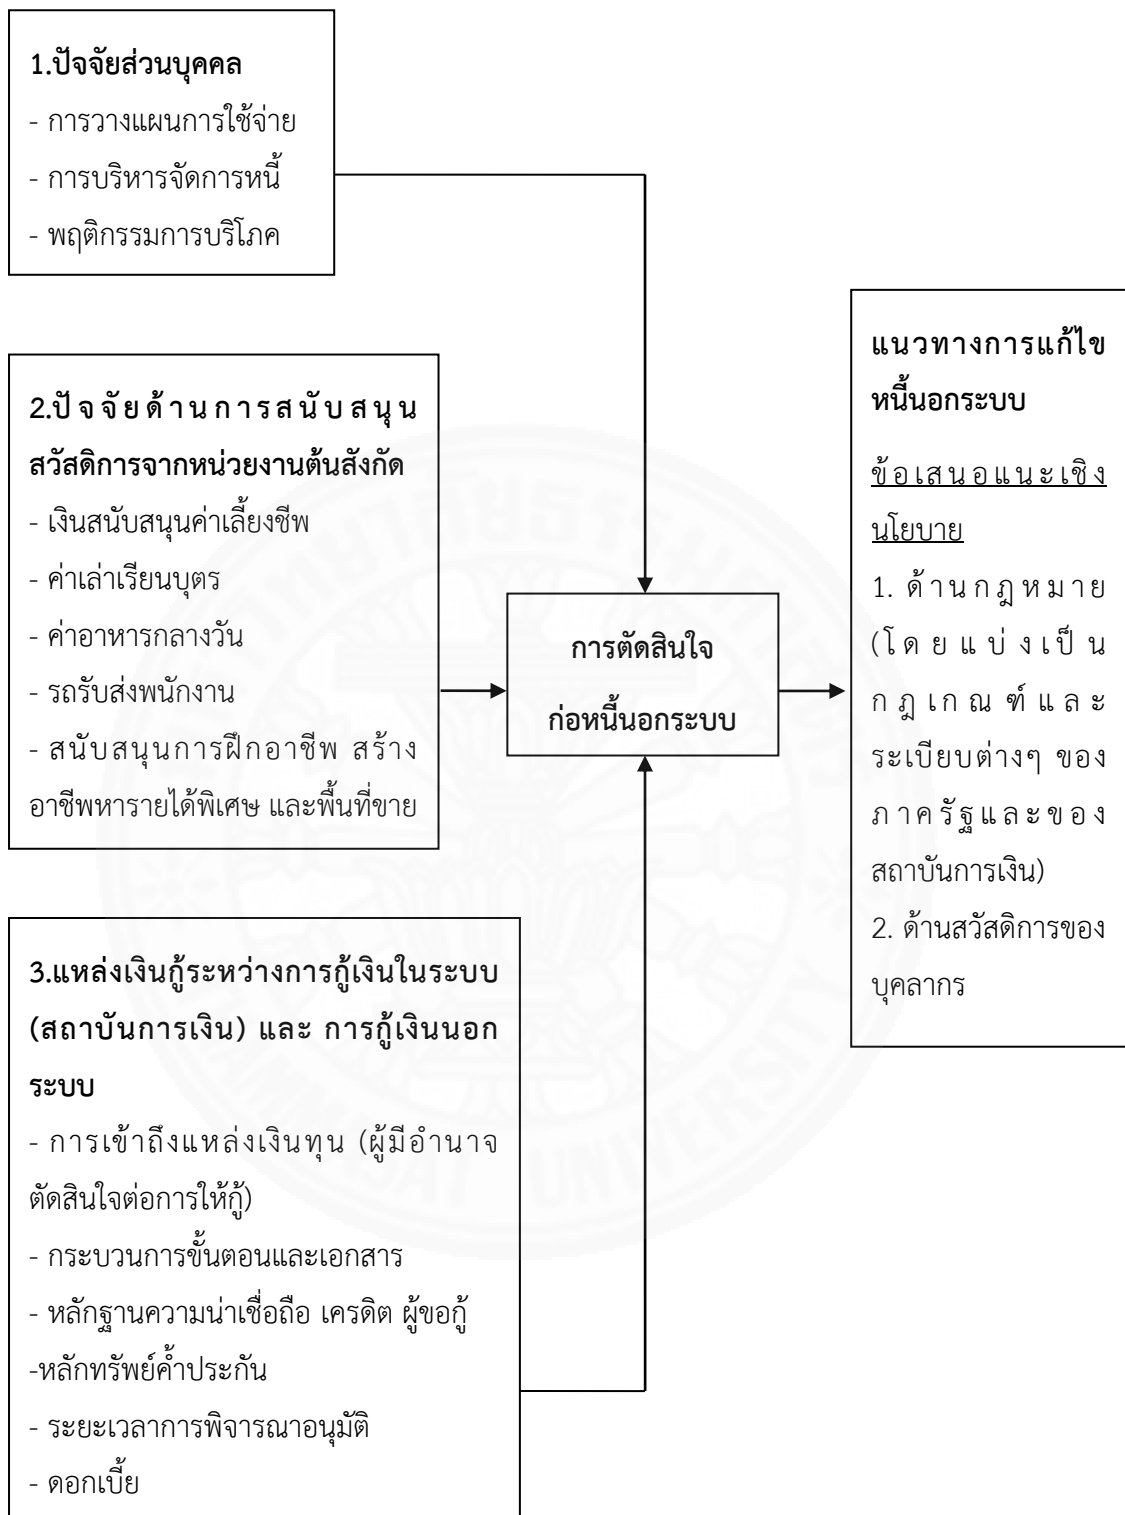 1.ปัจจัยส่วนบุคคล
- การวางแผนการใช้จ่าย
- การบริหารจัดการหนี้
- พฤติกรรมการบริโภค
2.ปัจจัยด้านการสนับสนุน
สวัสดิการจากหน่วยงานต้นสังกัด
- เงินสนับสนุนค่าเลี้ยงชีพ
- ค่าเล่าเรียนบุตร
- ค่าอาหารกลางวัน
- รถรับส่งพนักงาน
- สนับสนุนการฝึกอาชีพ สร้าง
อาชีพหารายได้พิเศษ และพื้นที่ขาย
3.แหล่งเงินกู้ระหว่างการกู้เงินในระบบ
(สถาบันการเงิน) และ การกู้เงินนอก
ระบบ
- การเข้าถึงแหล่งเงินทุน (ผู้มีอำนาจ
ตัดสินใจต่อการให้กู้)
- กระบวนการขั้นตอนและเอกสาร
- หลักฐานความน่าเชื่อถือ เครดิต ผู้ขอกู้
-หลักทรัพย์ค้ำประกัน
- ระยะเวลาการพิจารณาอนุมัติ
- ดอกเบี้ย
การตัดสินใจ
ก่อหนี้นอกระบบ
แนวทางการแก้ไข
หนี้นอกระบบ
ข้อเสนอแนะเชิง
นโยบาย
1. ด้านกฎหมาย
(โดยแบ่งเป็น
กฎเกณฑ์และ
ระเบียบต่างๆ ของ
ภาครัฐและของ
สถาบันการเงิน)
2. ด้านสวัสดิการของ
บุคลากร
THAMMASAT UNIVERSITY